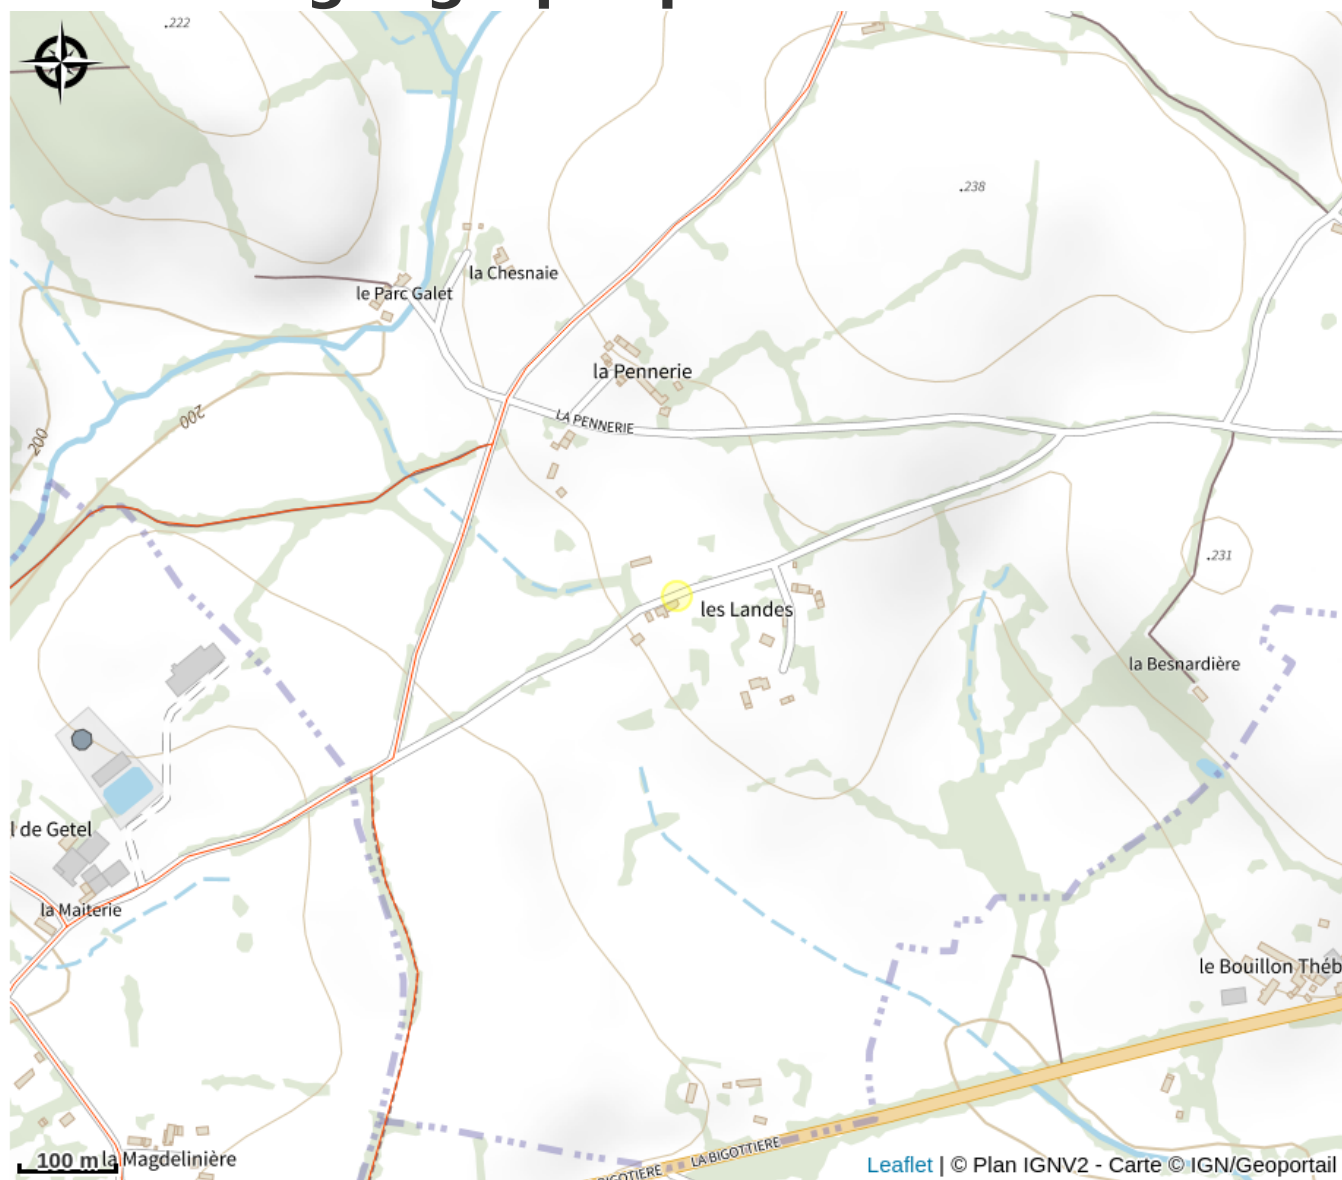 222
238
la Chesnaie
le Parc Galet
la Pennerie
LA PENNERIE
200
200
231
les Landes
la Besnardière
l de Getel
la Maiterie
le Bouillon Théb
LA BIGOTTIERE
IGOTIERE
100 m
la Magdelinière
Leaflet | © Plan IGNV2 - Carte © IGN/Geoportail